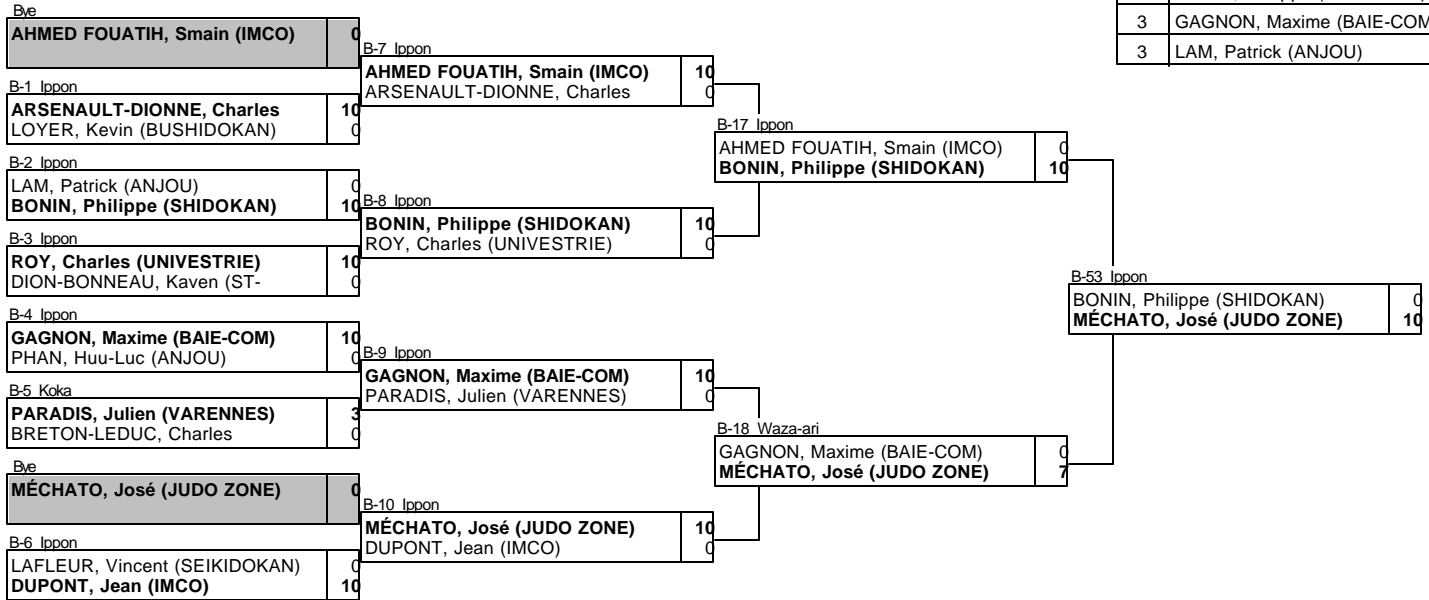 Bye
AHMED FOUATIH, Smain (IMCO) 0
B-1 Ippon
ARSENAULT-DIONNE, Charles 10
LOYER, Kevin (BUSHIDOKAN) 0
B-2 Ippon
LAM, Patrick (ANJOU) 0
BONIN, Philippe (SHIDOKAN) 10
B-3 Ippon
ROY, Charles (UNIVESTRIE) 10
DION-BONNEAU, Kaven (ST- 0
B-4 Ippon
GAGNON, Maxime (BAIE-COM) 10
PHAN, Huu-Luc (ANJOU) 0
B-5 Koka
PARADIS, Julien (VARENNES) 3
BRETON-LEDUC, Charles 0
Bye
MÉCHATO, José (JUDO ZONE) 0
B-6 Ippon
LAFLEUR, Vincent (SEIKIDOKAN) 0
DUPONT, Jean (IMCO) 10
B-7 Ippon
AHMED FOUATIH, Smain (IMCO) 10
ARSENAULT-DIONNE, Charles 0
B-8 Ippon
BONIN, Philippe (SHIDOKAN) 10
ROY, Charles (UNIVESTRIE) 0
B-9 Ippon
GAGNON, Maxime (BAIE-COM) 10
PARADIS, Julien (VARENNES) 0
B-10 Ippon
MÉCHATO, José (JUDO ZONE) 10
DUPONT, Jean (IMCO) 0
B-17 Ippon
AHMED FOUATIH, Smain (IMCO) 0
BONIN, Philippe (SHIDOKAN) 10
B-18 Waza-ari
GAGNON, Maxime (BAIE-COM) 0
MÉCHATO, José (JUDO ZONE) 7
B-53 Ippon
BONIN, Philippe (SHIDOKAN) 0
MÉCHATO, José (JUDO ZONE) 10
3 GAGNON, Maxime (BAIE-COM
3 LAM, Patrick (ANJOU)